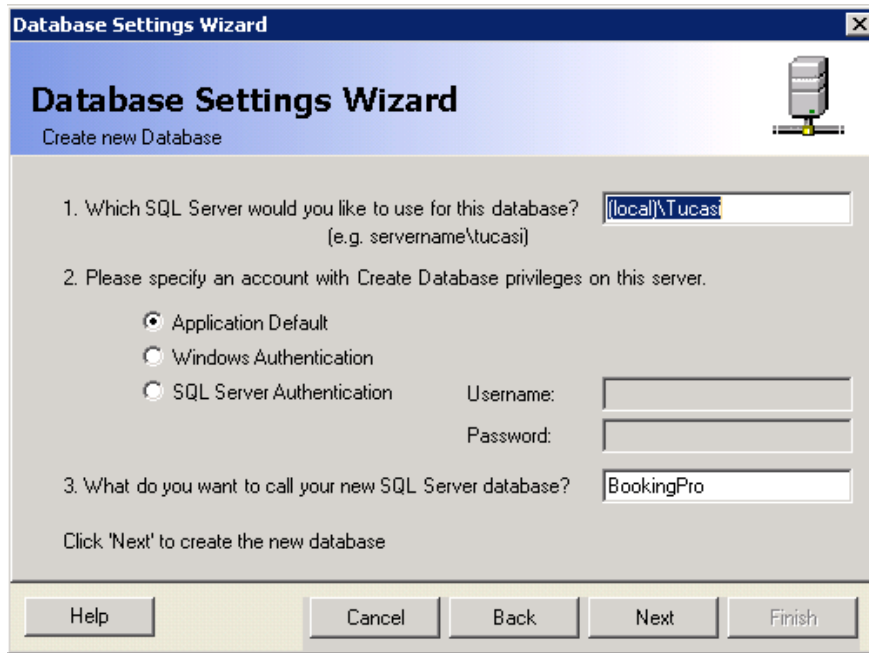 Database Settings Wizard
Database Settings Wizard
Create new Database
1. Which SQL Server would you like to use for this database? (local)\Tucasi
(e.g. servername\tucasi)
2. Please specify an account with Create Database privileges on this server.
Application Default
Windows Authentication
SQL Server Authentication Username:
Password:
3. What do you want to call your new SQL Server database? BookingPro
Click 'Next' to create the new database
Help Cancel Back Next Finish